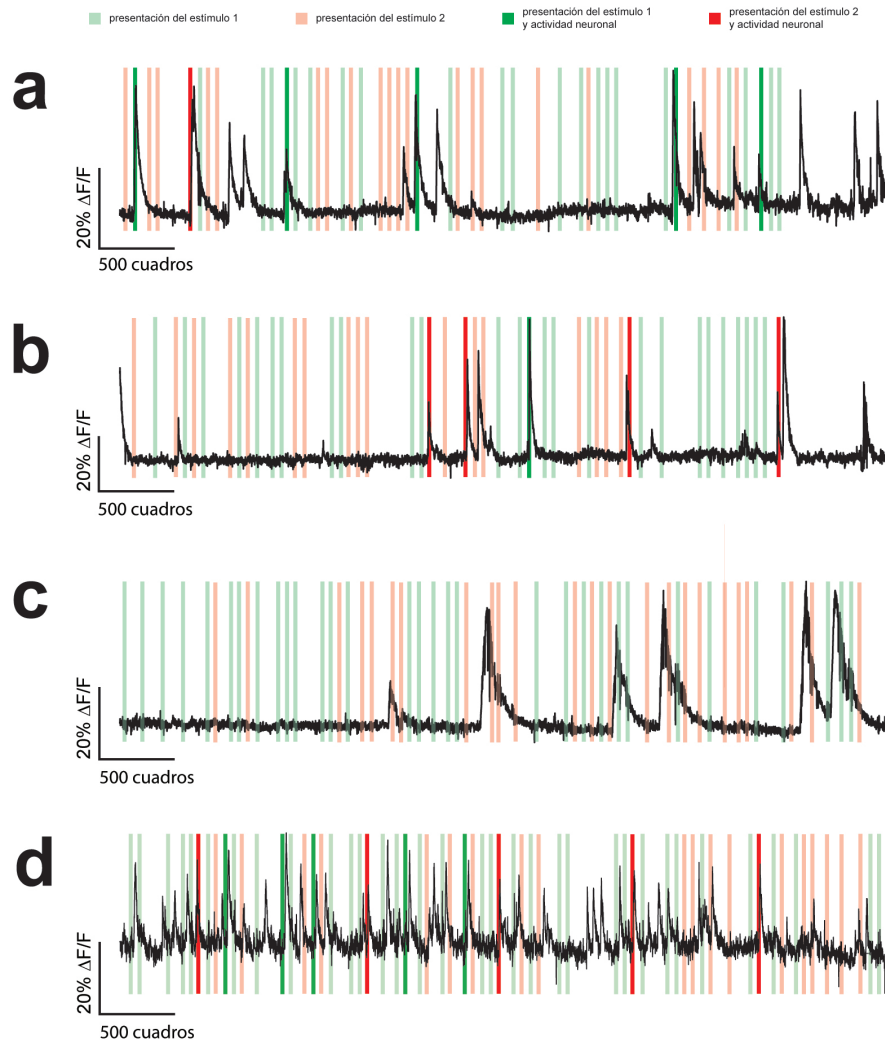 presentación del estímulo 1
presentación del estímulo 2
presentación del estímulo 1
y actividad neuronal
presentación del estímulo 2
y actividad neuronal
a
20% ΔF/F
500 cuadros
b
20% ΔF/F
500 cuadros
c
20% ΔF/F
500 cuadros
d
20% ΔF/F
500 cuadros